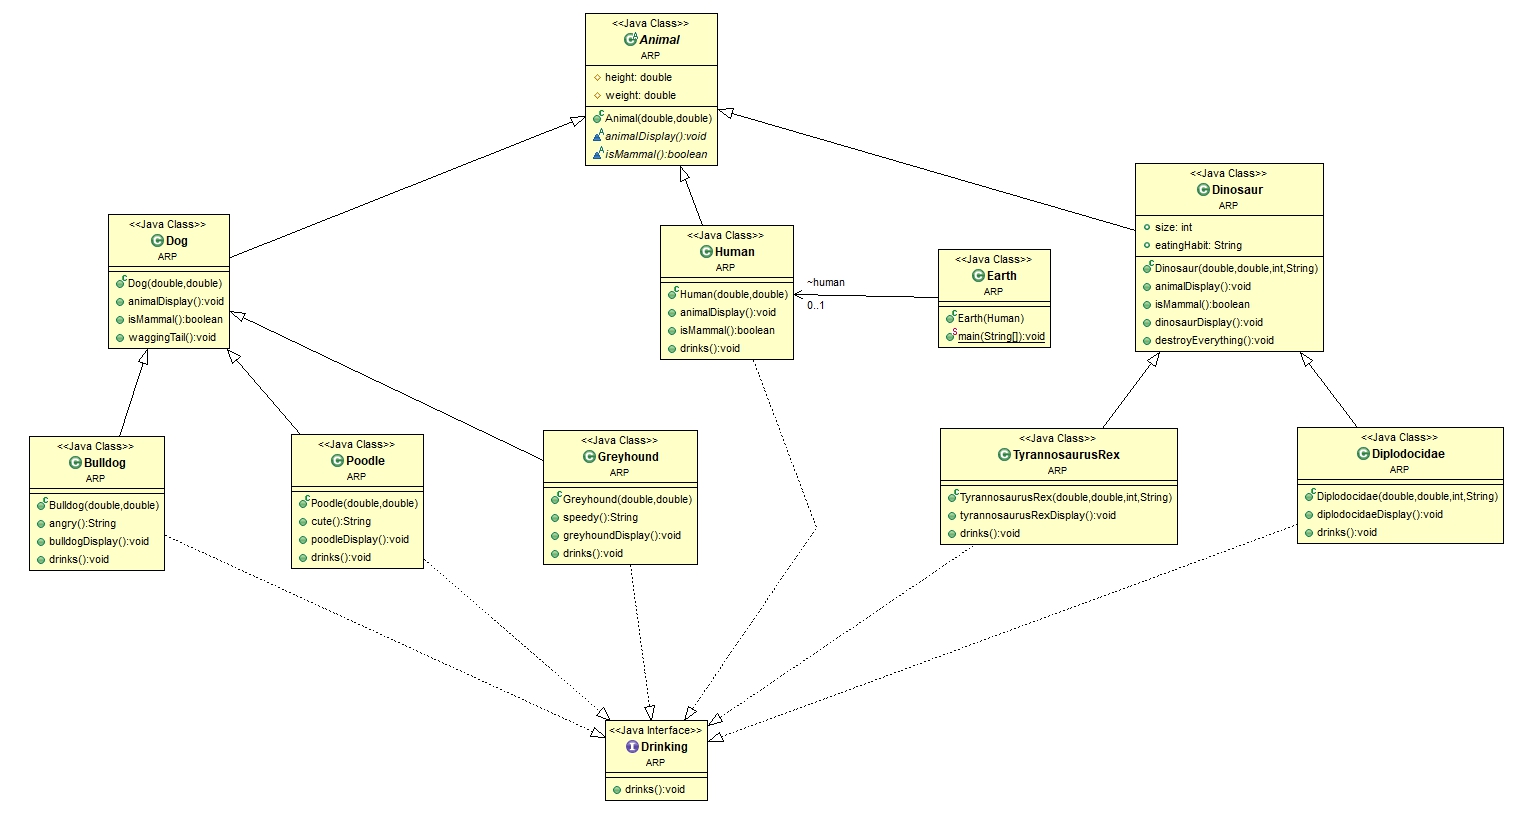 <<Java Class>>
Animal
ARP
height: double
weight: double
Animal(double,double)
animalDisplay():void
isMammal():boolean
<<Java Class>>
Dinosaur
ARP
size: int
eatingHabit: String
Dinosaur(double,double,int,String)
animalDisplay():void
isMammal():boolean
dinosaurDisplay():void
destroyEverything():void
<<Java Class>>
Dog
ARP
Dog(double,double)
animalDisplay():void
isMammal():boolean
waggingTail():void
<<Java Class>>
Human
ARP
Human(double,double)
animalDisplay():void
isMammal():boolean
drinks():void
~human
0..1
<<Java Class>>
Earth
ARP
Earth(Human)
main(String[]):void
<<Java Class>>
Bulldog
ARP
Bulldog(double,double)
angry():String
bulldogDisplay():void
drinks():void
<<Java Class>>
Poodle
ARP
Poodle(double,double)
cute():String
poodleDisplay():void
drinks():void
<<Java Class>>
Greyhound
ARP
Greyhound(double,double)
speedy():String
greyhoundDisplay():void
drinks():void
<<Java Class>>
TyrannosaurusRex
ARP
TyrannosaurusRex(double,double,int,String)
tyrannosaurusRexDisplay():void
drinks():void
<<Java Class>>
Diplodocidae
ARP
Diplodocidae(double,double,int,String)
diplodocidaeDisplay():void
drinks():void
<<Java Interface>>
Drinking
ARP
drinks():void